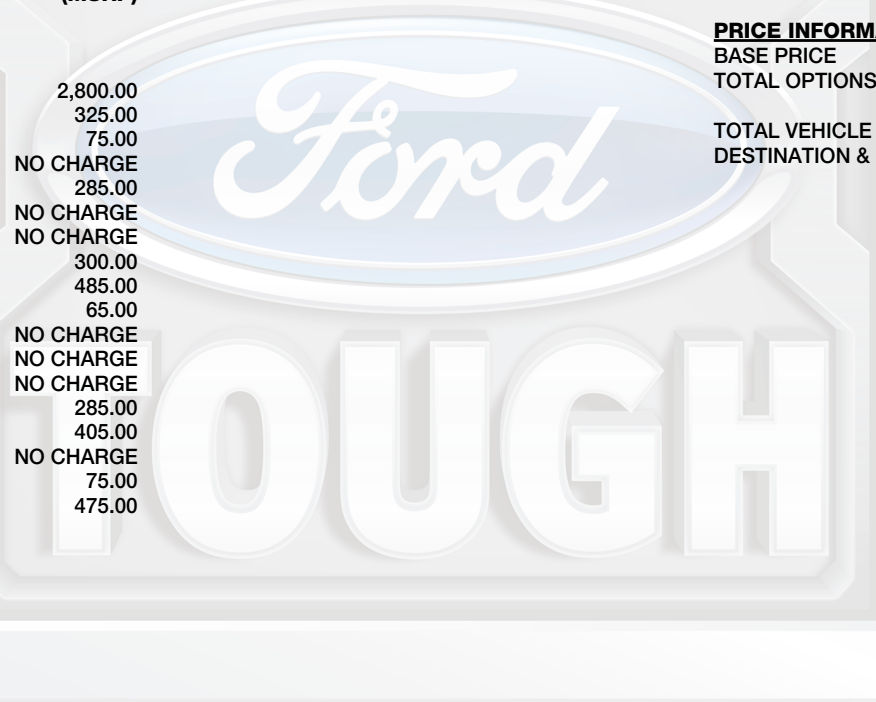 (MSRP)
2,800.00
325.00
75.00
NO CHARGE
285.00
NO CHARGE
NO CHARGE
300.00
485.00
65.00
NO CHARGE
NO CHARGE
NO CHARGE
285.00
405.00
NO CHARGE
75.00
475.00
PRICE INFORM
BASE PRICE
TOTAL OPTIONS
TOTAL VEHICLE
DESTINATION &
Ford
TOUGH